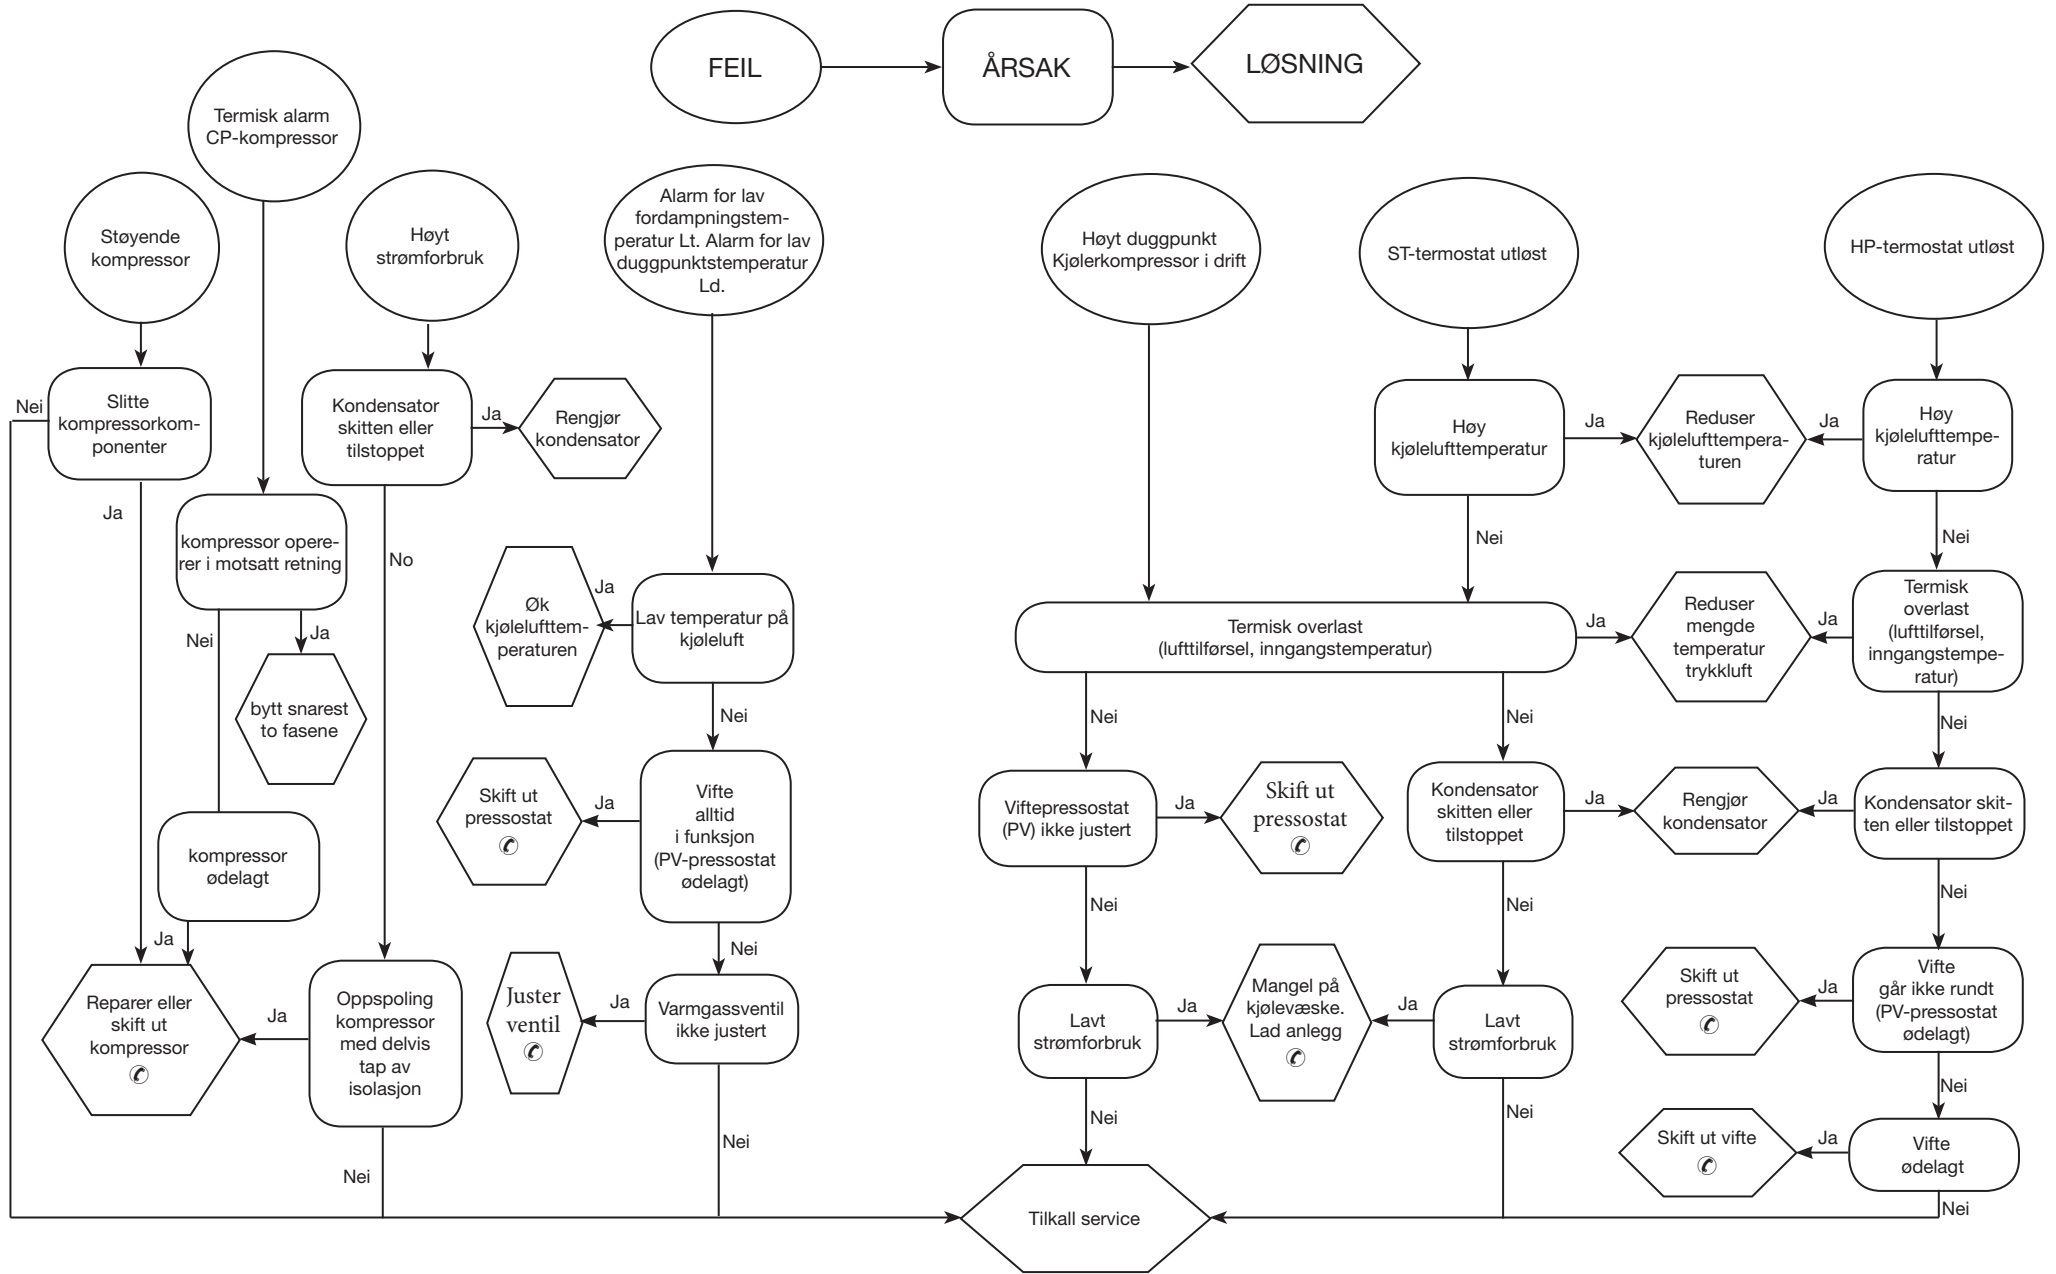 FEIL
ÅRSAK
LØSNING
Termisk alarm
CP-kompressor
Støyende
kompressor
Høyt
strømforbruk
Alarm for lav
fordampningstem-
peratur Lt. Alarm for lav
duggpunktstemperatur
Ld.
Høyt duggpunkt
Kjølerkompressor i drift
ST-termostat utløst
HP-termostat utløst
Nei
Slitte
kompressorkom-
ponenter
Kondensator
skitten eller
tilstoppet
Ja
Rengjør
kondensator
Høy
kjølelufttemperatur
Ja
Reduser
kjølelufttempera-
turen
Ja
Høy
kjølelufttempe-
ratur
Ja
kompressor opere-
rer i motsatt retning
No
Nei
Nei
Øk
kjølelufttem-
peraturen
Ja
Lav temperatur på
kjøleluft
Termisk overlast
(lufttilførsel, inngangstemperatur)
Ja
Reduser
mengde
temperatur
trykkluft
Ja
Termisk
overlast
(lufttilførsel,
inngangstempe-
ratur)
Nei
Ja
bytt snarest
to fasene
Nei
Nei
Nei
Nei
Skift ut
pressostat
Ja
Vifte
alltid
i funksjon
(PV-pressostat
ødelagt)
Viftepressostat
(PV) ikke justert
Ja
Skift ut
pressostat
Kondensator
skitten eller
tilstoppet
Ja
Rengjør
kondensator
Ja
Kondensator skit-
ten eller tilstoppet
kompressor
ødelagt
Ja
Nei
Nei
Nei
Nei
Reparer eller
skift ut
kompressor
Ja
Oppspoling
kompressor
med delvis
tap av
isolasjon
Juster
ventil
Ja
Varmgassventil
ikke justert
Lavt
strømforbruk
Ja
Mangel på
kjølevæske.
Lad anlegg
Ja
Lavt
strømforbruk
Skift ut
pressostat
Ja
Vifte
går ikke rundt
(PV-pressostat
ødelagt)
Nei
Nei
Nei
Nei
Nei
Skift ut vifte
Ja
Vifte
ødelagt
Nei
Tilkall service